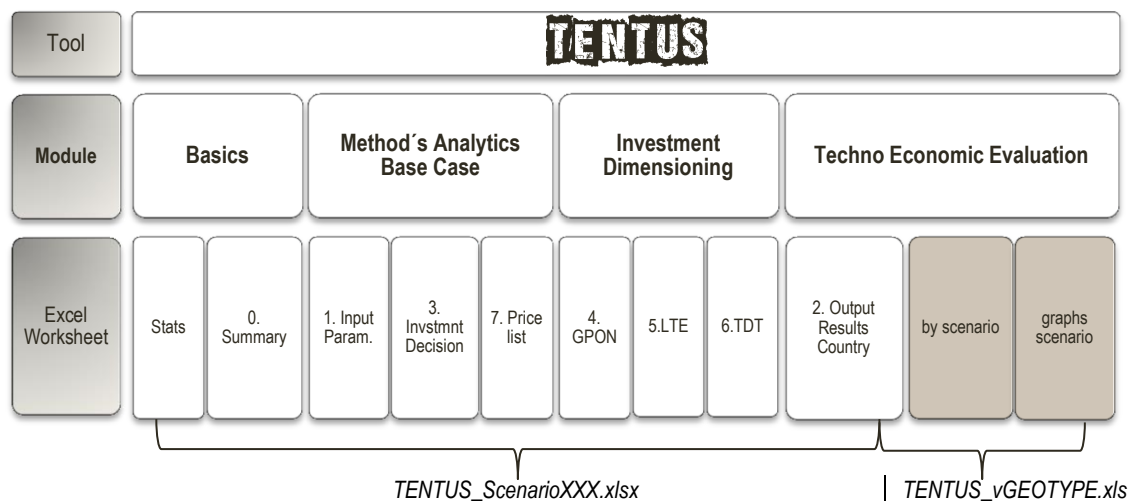 Tool
TENTUS
Module
Basics
Method´s Analytics
Base Case
Investment
Dimensioning
Techno Economic Evaluation
Excel
Worksheet
Stats
0.
Summary
1. Input
Param.
3.
Invstmnt
Decision
7. Price
list
4.
GPON
5.LTE
6.TDT
2. Output
Results
Country
by scenario
graphs
scenario
TENTUS_ScenarioXXX.xlsx
TENTUS_vGEOTYPE.xls